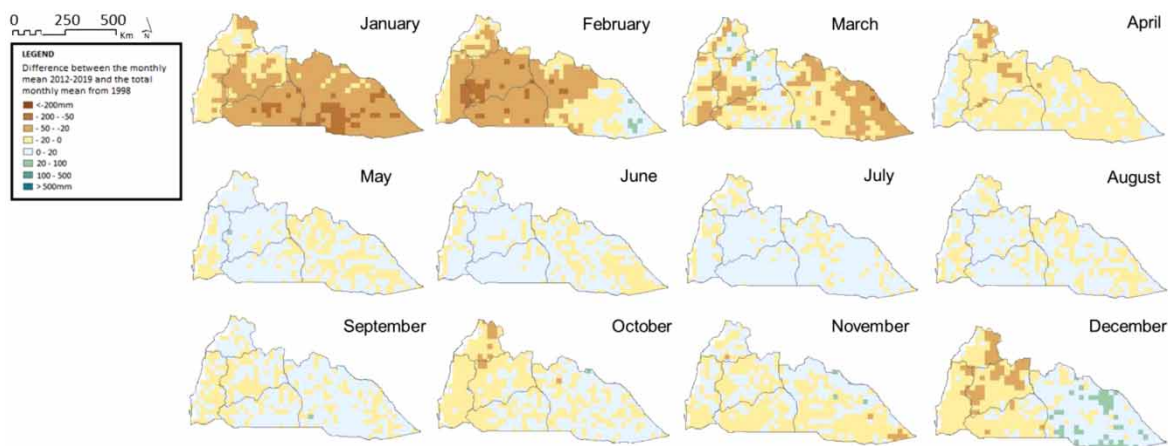 0 250 500
Km
N
LEGEND
Difference between the monthly
mean 2012-2019 and the total
monthly mean from 1998
<-200mm
- 200 - -50
- 50 - -20
- 20 - 0
0 - 20
20 - 100
100 - 500
> 500mm
January
February
March
April
May
June
July
August
September
October
November
December